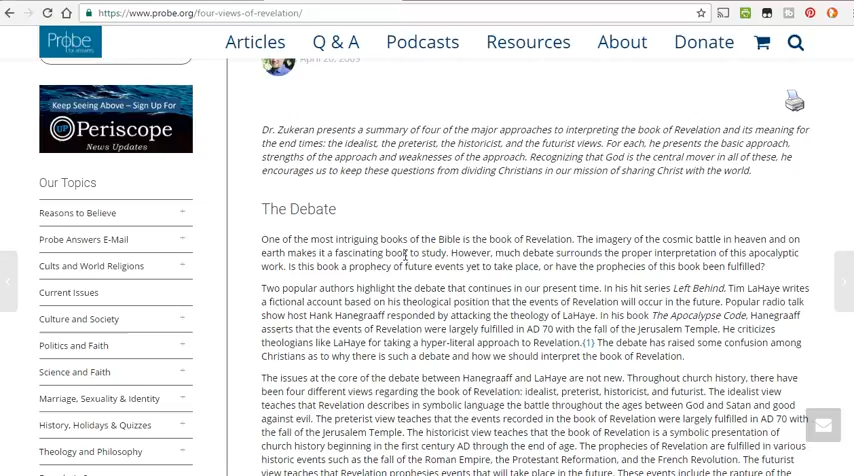 https://www.probe.org/four-views-of-revelation/
Probe
Articles
Q & A
Podcasts
Resources
About
Donate
April 20, 2009
Keep Seeing Above – Sign Up For
UP Periscope
News Updates
Our Topics
Reasons to Believe
Probe Answers E-Mail
Cults and World Religions
Current Issues
Culture and Society
Politics and Faith
Science and Faith
Marriage, Sexuality & Identity
History, Holidays & Quizzes
Theology and Philosophy
Dr. Zukeran presents a summary of four of the major approaches to interpreting the book of Revelation and its meaning for
the end times: the idealist, the preterist, the historicist, and the futurist views. For each, he presents the basic approach,
strengths of the approach and weaknesses of the approach. Recognizing that God is the central mover in all of these, he
encourages us to keep these questions from dividing Christians in our mission of sharing Christ with the world.
The Debate
One of the most intriguing books of the Bible is the book of Revelation. The imagery of the cosmic battle in heaven and on
earth makes it a fascinating book to study. However, much debate surrounds the proper interpretation of this apocalyptic
work. Is this book a prophecy of future events yet to take place, or have the prophecies of this book been fulfilled?
Two popular authors highlight the debate that continues in our present time. In his hit series Left Behind, Tim LaHaye writes
a fictional account based on his theological position that the events of Revelation will occur in the future. Popular radio talk
show host Hank Hanegraaff responded by attacking the theology of LaHaye. In his book The Apocalypse Code, Hanegraaff
asserts that the events of Revelation were largely fulfilled in AD 70 with the fall of the Jerusalem Temple. He criticizes
theologians like LaHaye for taking a hyper-literal approach to Revelation.{1} The debate has raised some confusion among
Christians as to why there is such a debate and how we should interpret the book of Revelation.
The issues at the core of the debate between Hanegraaff and LaHaye are not new. Throughout church history, there have
been four different views regarding the book of Revelation: idealist, preterist, historicist, and futurist. The idealist view
teaches that Revelation describes in symbolic language the battle throughout the ages between God and Satan and good
against evil. The preterist view teaches that the events recorded in the book of Revelation were largely fulfilled in AD 70 with
the fall of the Jerusalem Temple. The historicist view teaches that the book of Revelation is a symbolic presentation of
church history beginning in the first century AD through the end of age. The prophecies of Revelation are fulfilled in various
historic events such as the fall of the Roman Empire, the Protestant Reformation, and the French Revolution. The futurist
view teaches that Revelation prophesies events that will take place in the future. These events include the rapture of the